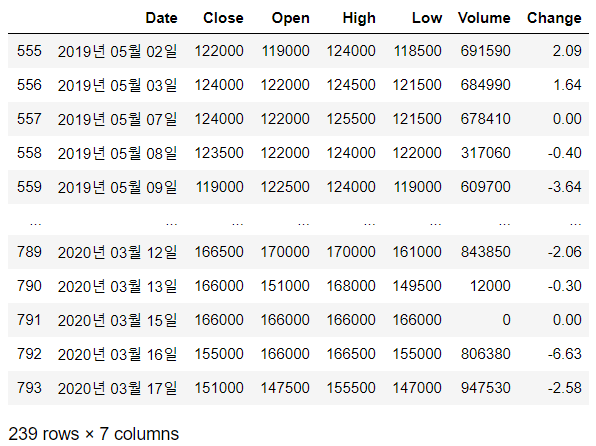 Date Close Open High Low Volume Change
555 2019년 05월 02일 122000 119000 124000 118500 691590 2.09
556 2019년 05월 03일 124000 122000 124500 121500 684990 1.64
557 2019년 05월 07일 124000 122000 125500 121500 678410 0.00
558 2019년 05월 08일 123500 122000 124000 122000 317060 -0.40
559 2019년 05월 09일 119000 122500 124000 119000 609700 -3.64
... ... ... ... ... ... ... ...
789 2020년 03월 12일 166500 170000 170000 161000 843850 -2.06
790 2020년 03월 13일 166000 151000 168000 149500 12000 -0.30
791 2020년 03월 15일 166000 166000 166000 166000 0 0.00
792 2020년 03월 16일 155000 166000 166500 155000 806380 -6.63
793 2020년 03월 17일 151000 147500 155500 147000 947530 -2.58
239 rows × 7 columns